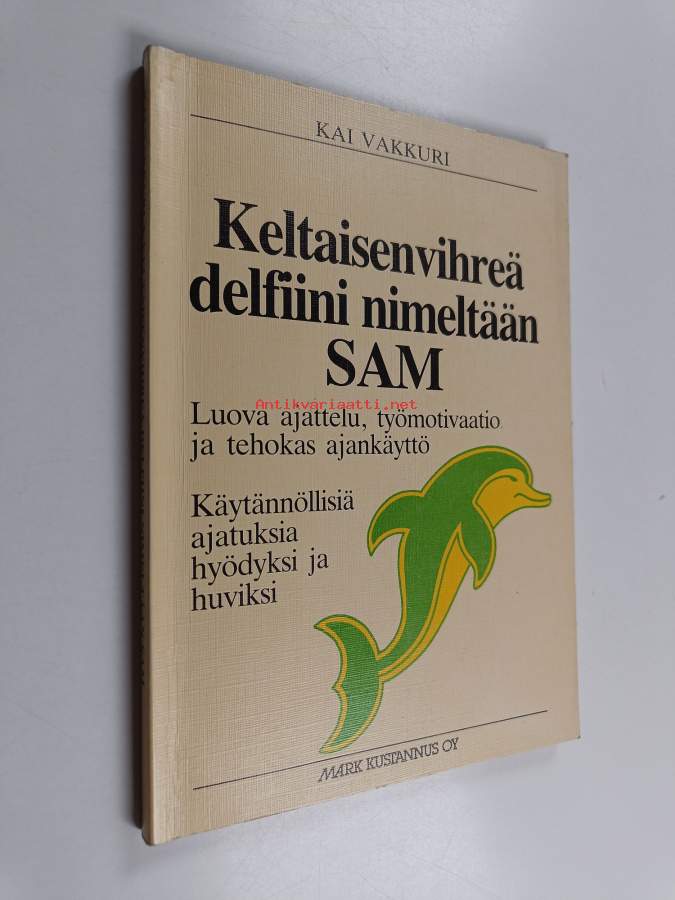 KAI VAKKURI
Keltaisenvihreä
delfiini nimeltään
SAM
Antikvariaatti.net
Luova ajattelu, työmotivaatio
ja tehokas ajankäyttö
Käytännöllisiä
ajatuksia
hyödyksi ja
huviksi
MARK KUSTANNUS OY